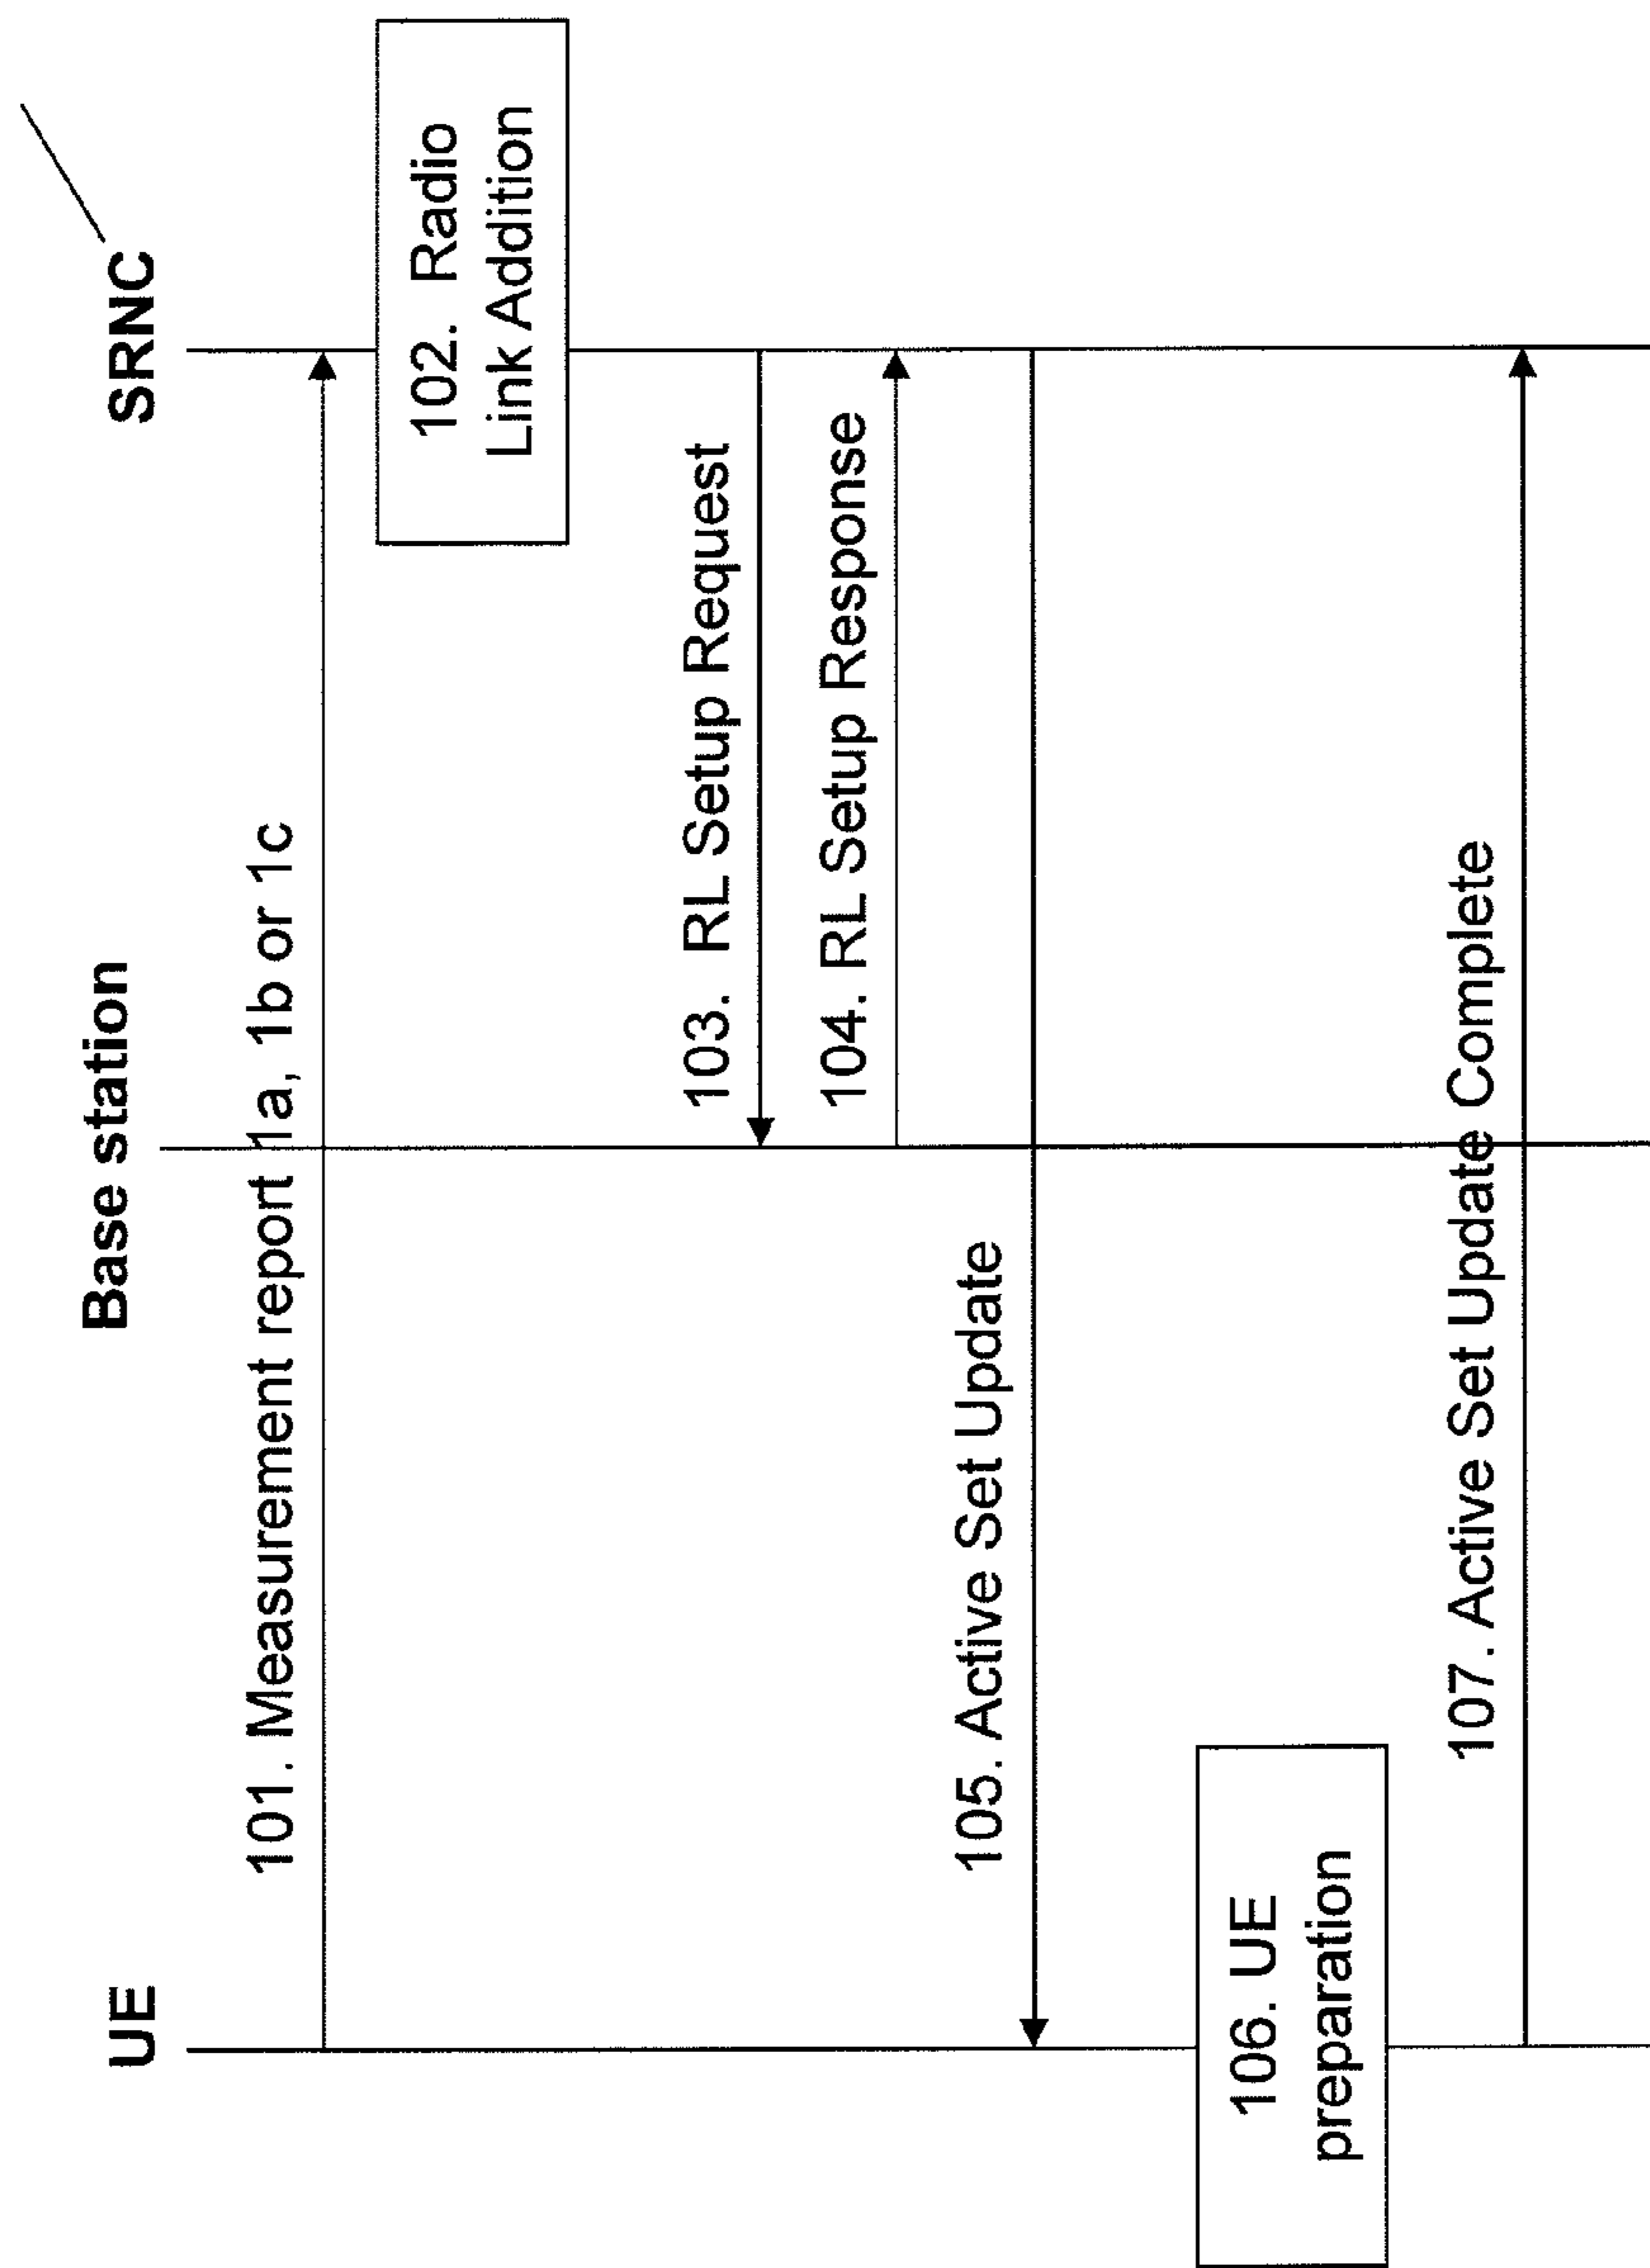 UE
Base station
SRNC
101. Measurement report 1a, 1b or 1c
102. Radio
Link Addition
103. RL Setup Request
104. RL Setup Response
105. Active Set Update
106. UE
preparation
107. Active Set Update Complete